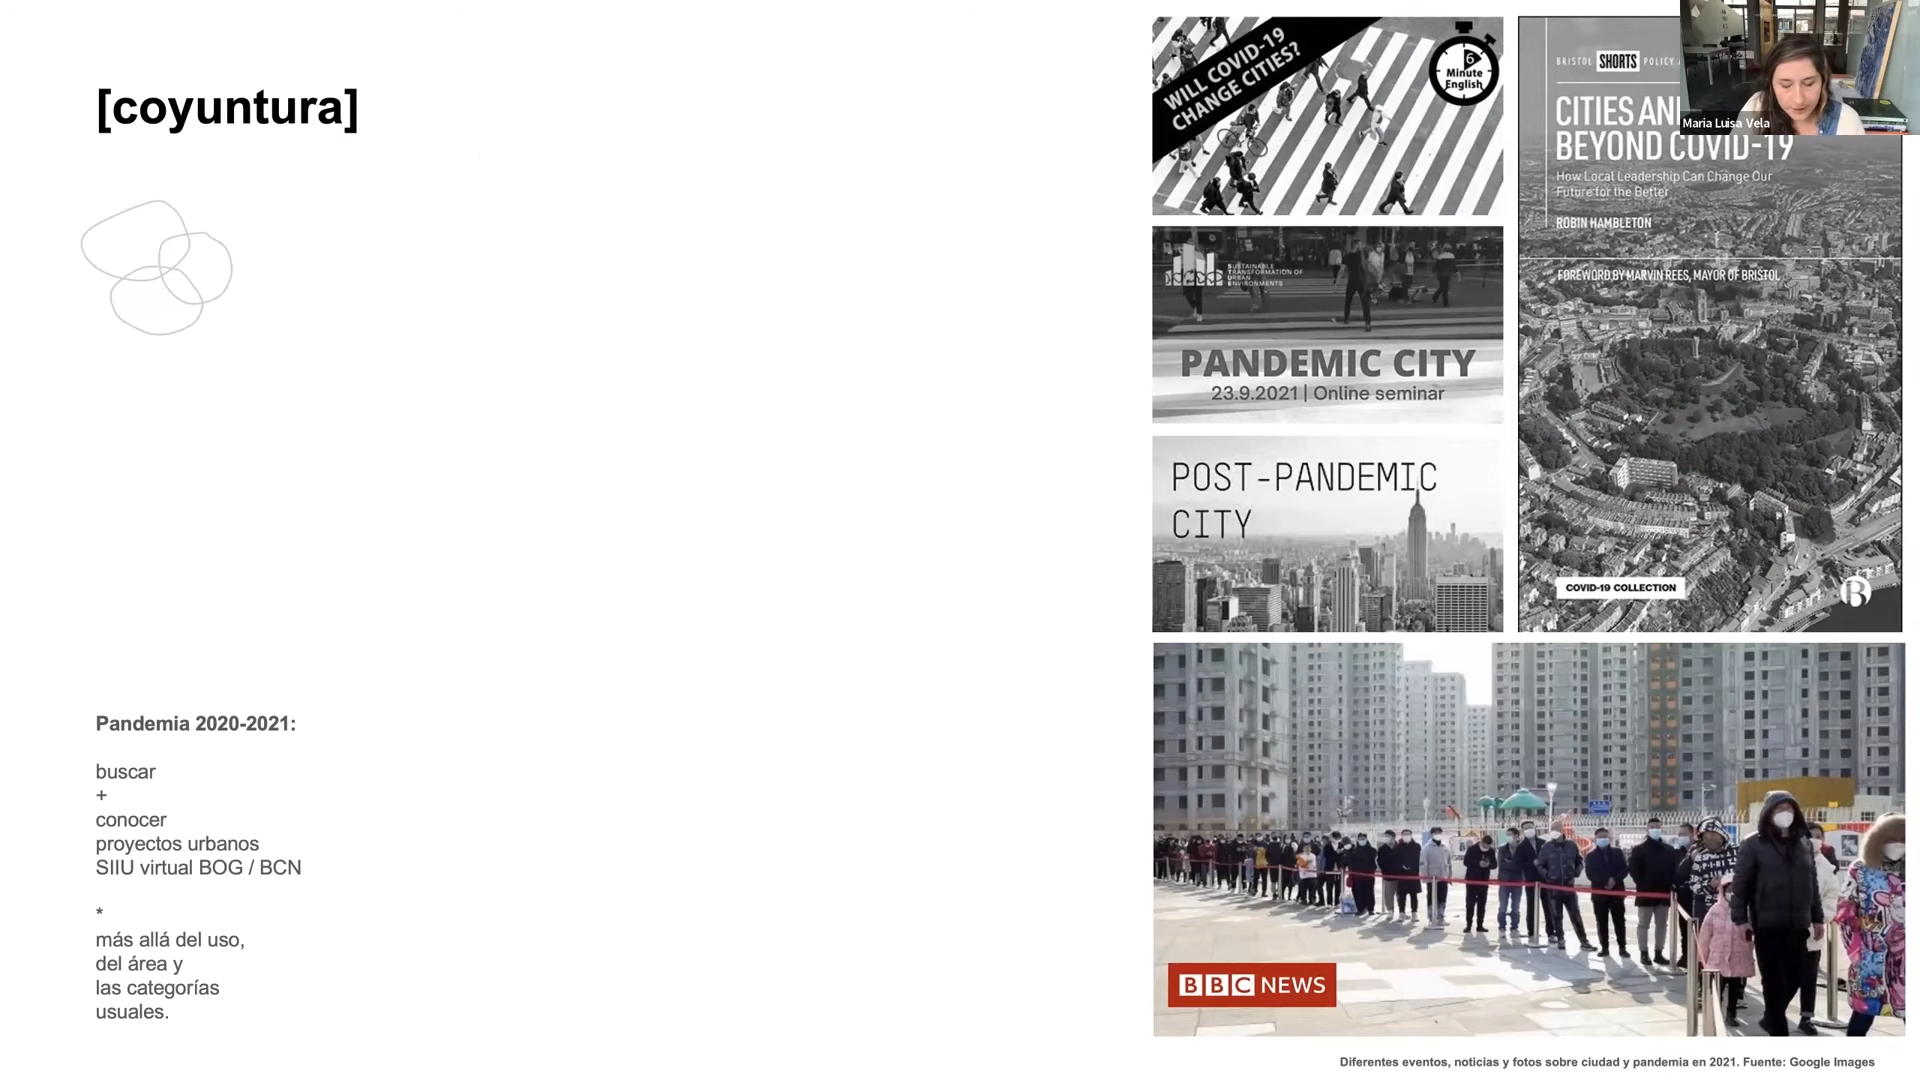 [coyuntura]
Pandemia 2020-2021:
buscar
+
conocer
proyectos urbanos
SIIU virtual BOG / BCN
*
más allá del uso,
del área y
las categorías
usuales.
WILL COVID-19
CHANGE CITIES?
6
Minute
English
SUSTAINABLE
TRANSFORMATION OF
URBAN
ENVIRONMENTS
PANDEMIC CITY
23.9.2021 | Online seminar
POST-PANDEMIC
CITY
BRISTOL SHORTS POLICY
CITIES AN
BEYOND COVID-19
How Local Leadership Can Change Our
Future for the Better
ROBIN HAMBLETON
FOREWORD BY MARVIN REES, MAYOR OF BRISTOL
COVID-19 COLLECTION
B
Maria Luisa Vela
BBC NEWS
Diferentes eventos, noticias y fotos sobre ciudad y pandemia en 2021. Fuente: Google Images